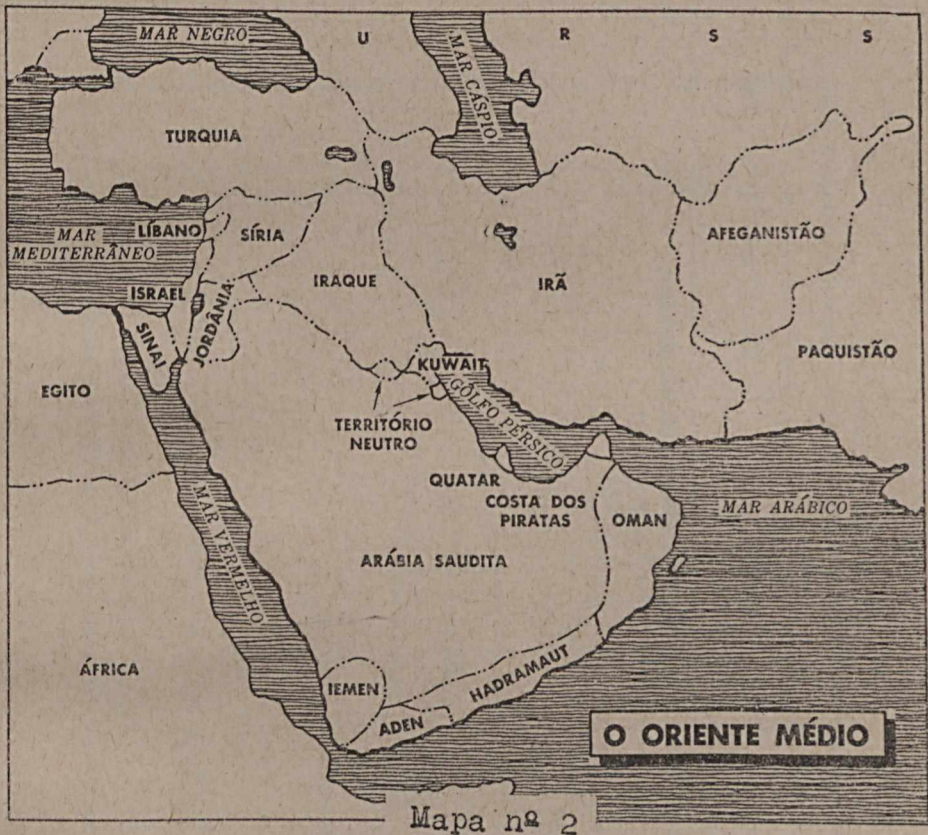 MAR NEGRO
U R S S
MAR CÁSPIO
TURQUIA
LÍBANO
SÍRIA
MAR
MEDITERRÂNEO
AFEGANISTÃO
ISRAEL
IRAQUE
IRÃ
JORDÂNIA
SINAI
PAQUISTÃO
KUWAIT
EGITO
GÔLFO PÉRSICO
TERRITÓRIO
NEUTRO
QUATAR
COSTA DOS
PIRATAS
OMAN
MAR ARÁBICO
MAR VERMELHO
ARÁBIA SAUDITA
ÁFRICA
IEMEN
HADRAMAUT
ADEN
O ORIENTE MÉDIO
Mapa nº 2